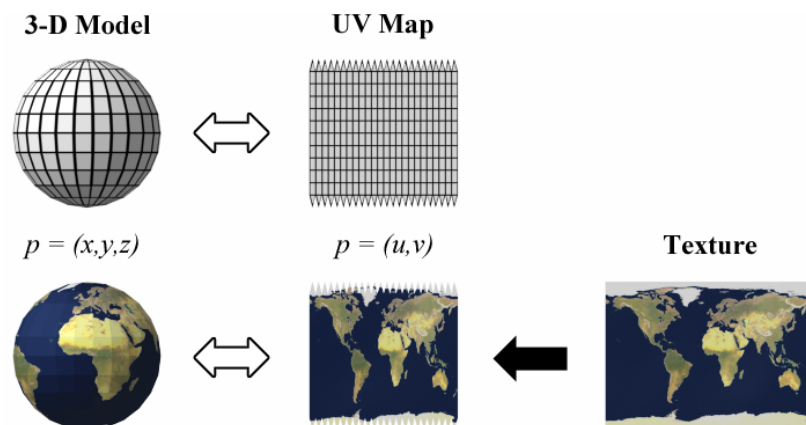 3-D Model
UV Map
p = (x,y,z)
p = (u,v)
Texture